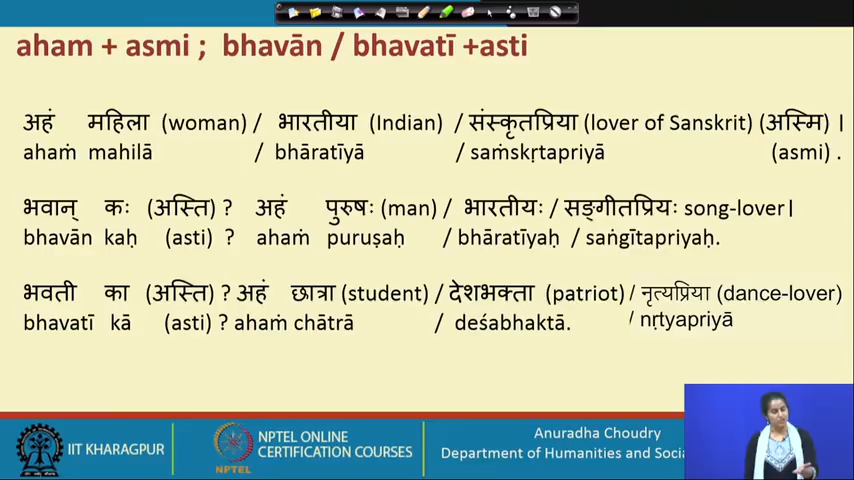 aham + asmi ; bhavān / bhavatī +asti
अहं महिला (woman) / भारतीया (Indian) / संस्कृतप्रिया (lover of Sanskrit) (अस्मि) ।
ahaṁ mahilā / bhāratīyā / saṁskṛtapriyā (asmi) .
भवान् कः (अस्ति) ? अहं पुरुषः (man) / भारतीयः / सङ्गीतप्रियः song-lover।
bhavān kaḥ (asti) ? ahaṁ puruṣaḥ / bhāratīyaḥ / saṅgītapriyaḥ.
भवती का (अस्ति) ? अहं छात्रा (student) / देशभक्ता (patriot) / नृत्यप्रिया (dance-lover)
bhavatī kā (asti) ? ahaṁ chātrā / deśabhaktā. / nṛtyapriyā
IIT KHARAGPUR
NPTEL
NPTEL ONLINE
CERTIFICATION COURSES
Anuradha Choudry
Department of Humanities and Soci